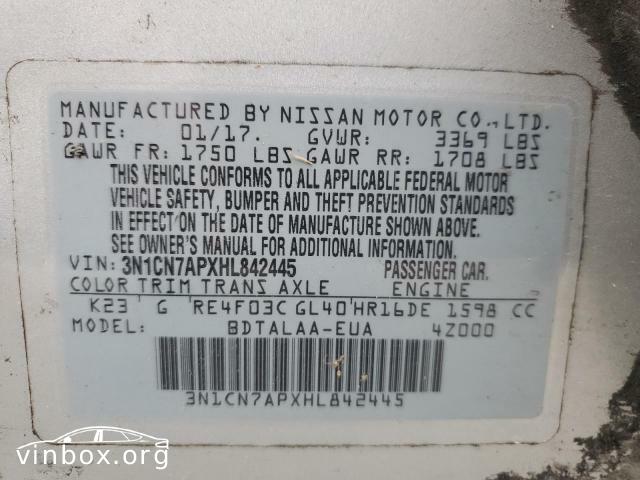 MANUFACTURED BY NISSAN MOTOR CO.,LTD.
DATE: 01/17. GVWR: 3369 LBS
GAWR FR: 1750 LBS GAWR RR: 1708 LBS
THIS VEHICLE CONFORMS TO ALL APPLICABLE FEDERAL MOTOR
VEHICLE SAFETY, BUMPER AND THEFT PREVENTION STANDARDS
IN EFFECT ON THE DATE OF MANUFACTURE SHOWN ABOVE.
SEE OWNER'S MANUAL FOR ADDITIONAL INFORMATION.
VIN: 3N1CN7APXHL842445 PASSENGER CAR.
COLOR TRIM TRANS AXLE ENGINE
K23 G RE4F03C GL40 HR16DE 1598 CC
MODEL: BDTALAA-EUA 4Z000
3N1CN7APXHL842445
vinbox.org